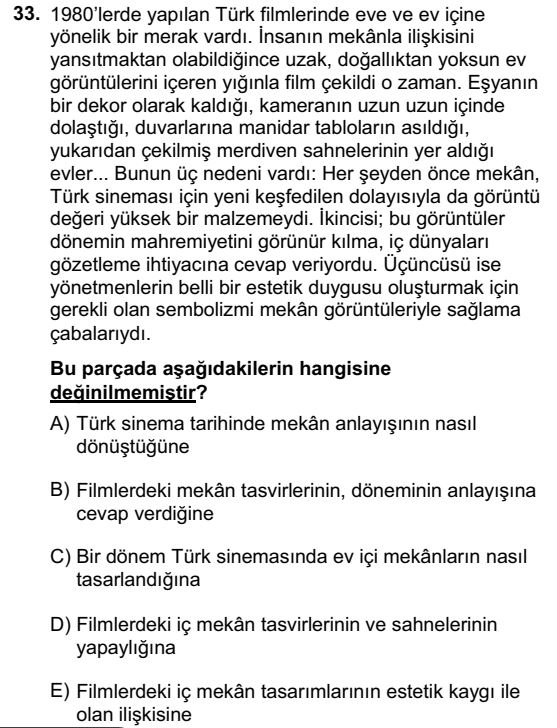 33. 1980’lerde yapılan Türk filmlerinde eve ve ev içine
yönelik bir merak vardı. İnsanın mekânla ilişkisini
yansıtmaktan olabildiğince uzak, doğallıktan yoksun ev
görüntülerini içeren yığınla film çekildi o zaman. Eşyanın
bir dekor olarak kaldığı, kameranın uzun uzun içinde
dolaştığı, duvarlarına manidar tabloların asıldığı,
yukarıdan çekilmiş merdiven sahnelerinin yer aldığı
evler... Bunun üç nedeni vardı: Her şeyden önce mekân,
Türk sineması için yeni keşfedilen dolayısıyla da görüntü
değeri yüksek bir malzemeydi. İkincisi; bu görüntüler
dönemin mahremiyetini görünür kılma, iç dünyaları
gözetleme ihtiyacına cevap veriyordu. Üçüncüsü ise
yönetmenlerin belli bir estetik duygusu oluşturmak için
gerekli olan sembolizmi mekân görüntüleriyle sağlama
çabalarıydı.
Bu parçada aşağıdakilerin hangisine
değinilmemiştir?
A) Türk sinema tarihinde mekân anlayışının nasıl
dönüştüğüne
B) Filmlerdeki mekân tasvirlerinin, döneminin anlayışına
cevap verdiğine
C) Bir dönem Türk sinemasında ev içi mekânların nasıl
tasarlandığına
D) Filmlerdeki iç mekân tasvirlerinin ve sahnelerinin
yapaylığına
E) Filmlerdeki iç mekân tasarımlarının estetik kaygı ile
olan ilişkisine